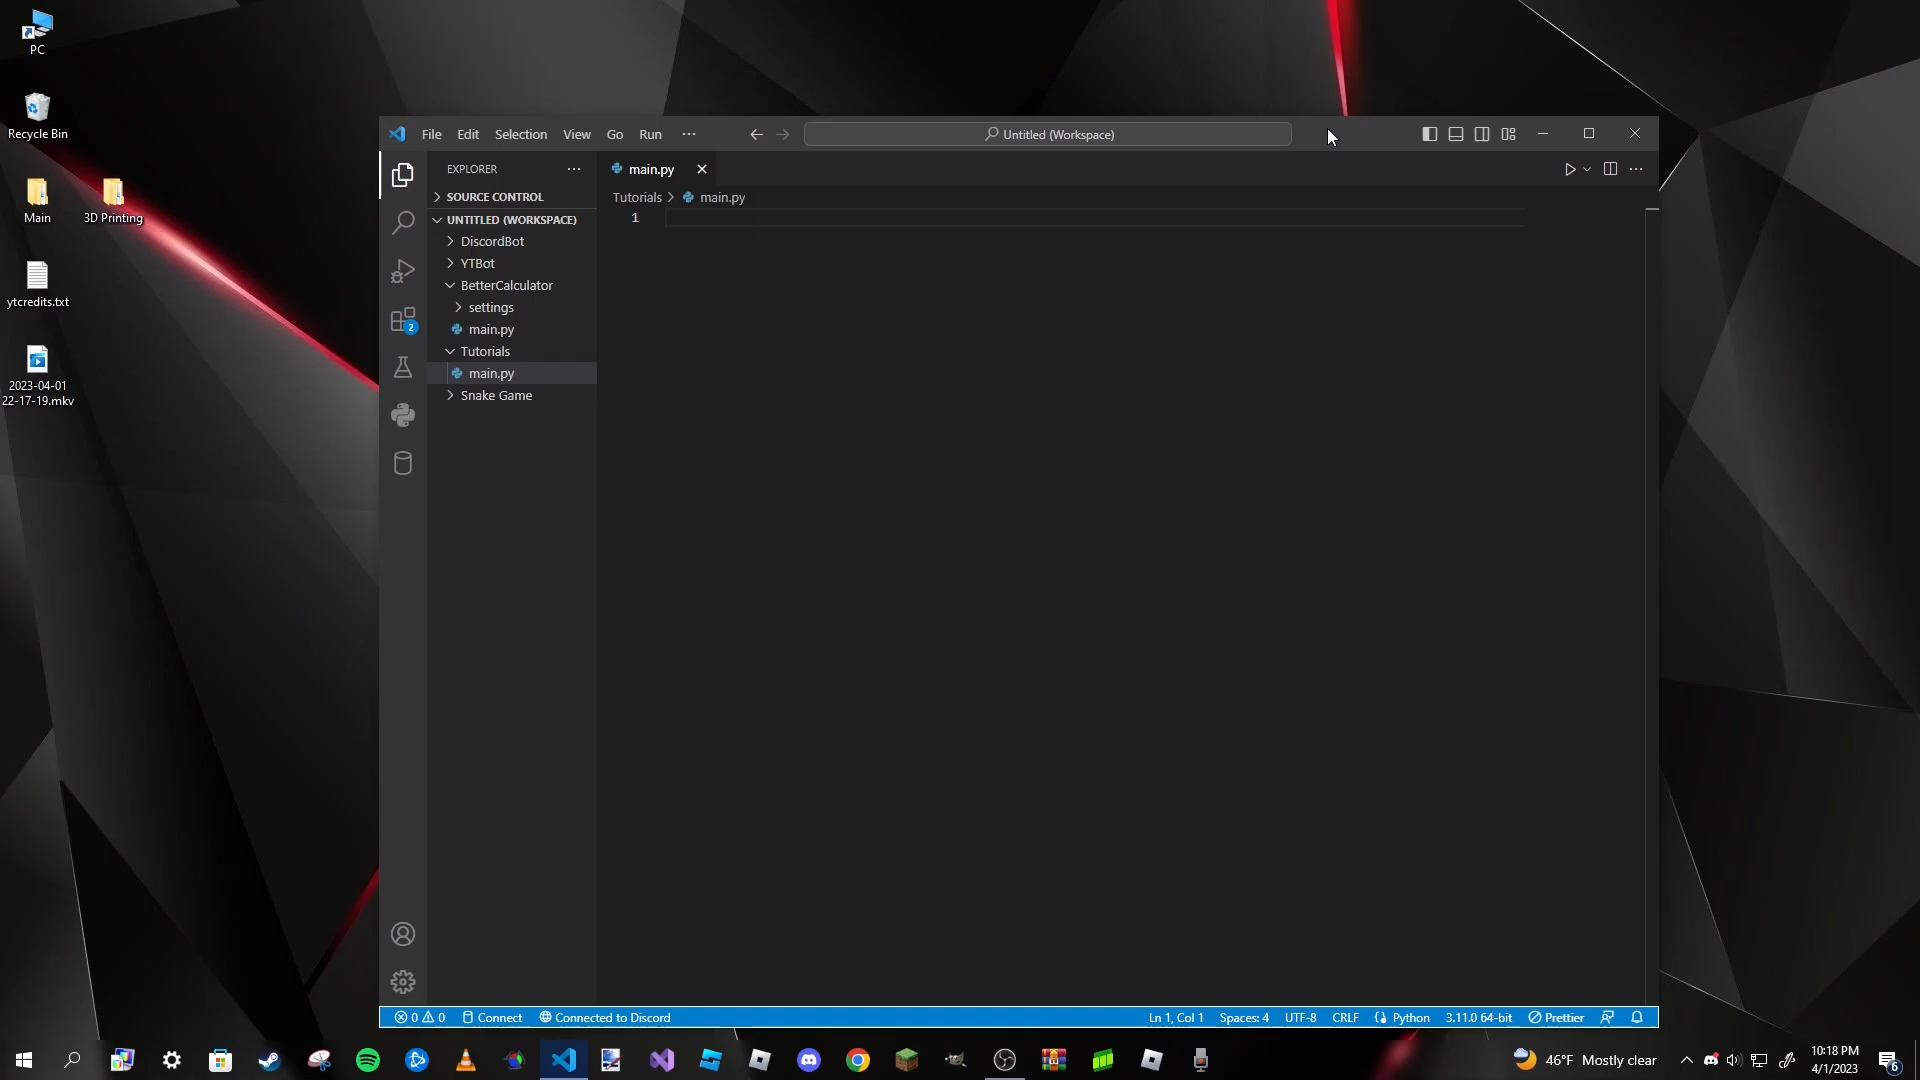 PC
Recycle Bin
Main
3D Printing
ytcredits.txt
2023-04-01
22-17-19.mkv
File Edit Selection View Go Run ···
Untitled (Workspace)
EXPLORER ···
main.py
SOURCE CONTROL
Tutorials > main.py
UNTITLED (WORKSPACE)
1
DiscordBot
YTBot
BetterCalculator
settings
main.py
Tutorials
main.py
Snake Game
2
0 0 Connect Connected to Discord
Ln 1, Col 1 Spaces: 4 UTF-8 CRLF Python 3.11.0 64-bit Prettier
46°F Mostly clear
10:18 PM
4/1/2023
6